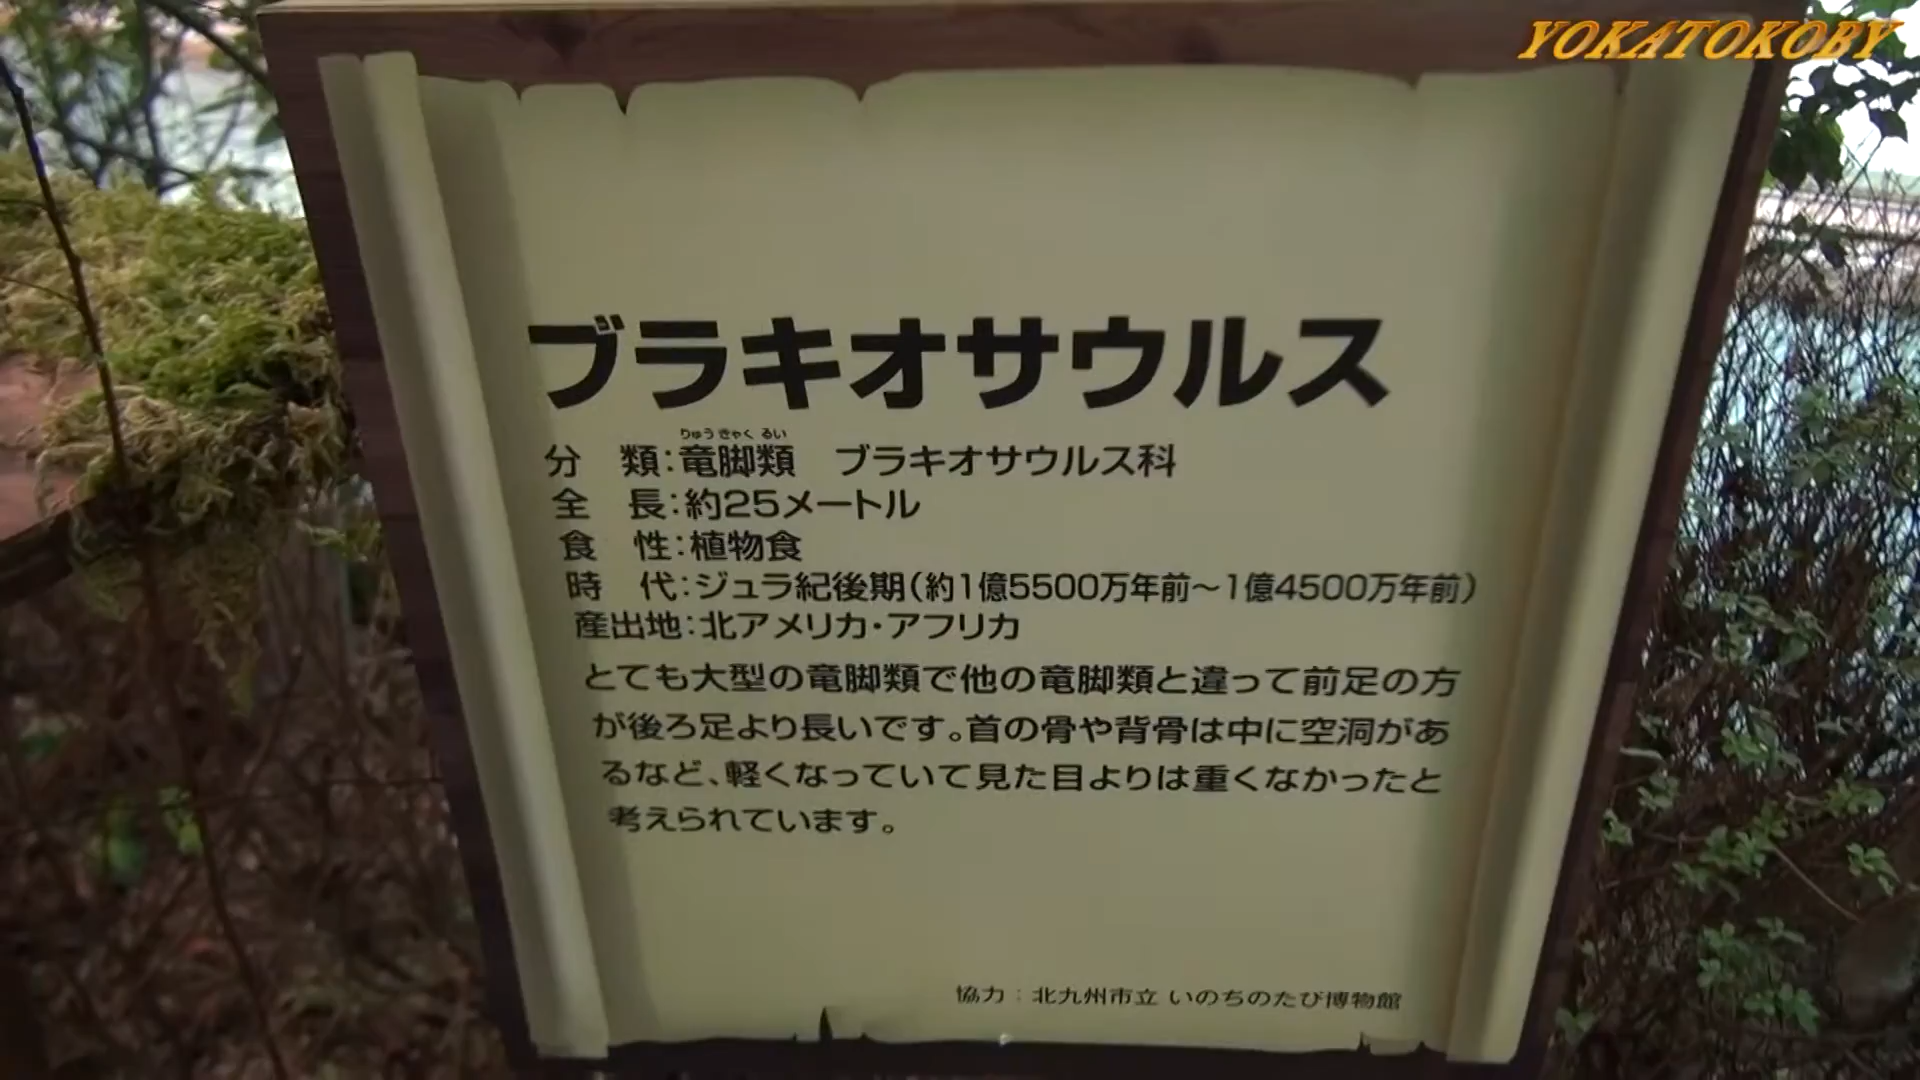 YOKATOKOBY
ブラキオサウルス
りゅう きゃく るい
分　類:竜脚類　ブラキオサウルス科
全　長:約25メートル
食　性:植物食
時　代:ジュラ紀後期(約1億5500万年前～1億4500万年前)
産出地:北アメリカ・アフリカ
とても大型の竜脚類で他の竜脚類と違って前足の方
が後ろ足より長いです。首の骨や背骨は中に空洞があ
るなど、軽くなっていて見た目よりは重くなかったと
考えられています。
協力：北九州市立 いのちのたび博物館